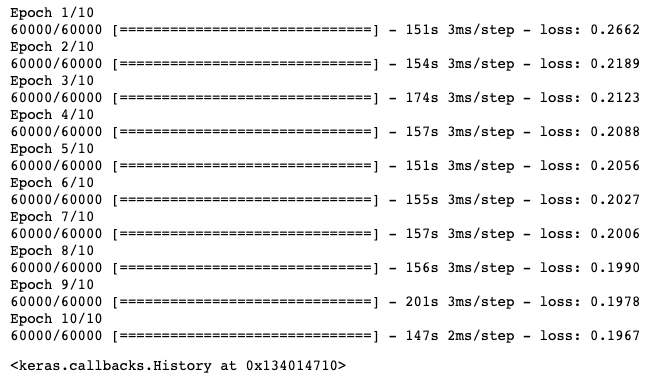 Epoch 1/10
60000/60000 [==============================] - 151s 3ms/step - loss: 0.2662
Epoch 2/10
60000/60000 [==============================] - 154s 3ms/step - loss: 0.2189
Epoch 3/10
60000/60000 [==============================] - 174s 3ms/step - loss: 0.2123
Epoch 4/10
60000/60000 [==============================] - 157s 3ms/step - loss: 0.2088
Epoch 5/10
60000/60000 [==============================] - 151s 3ms/step - loss: 0.2056
Epoch 6/10
60000/60000 [==============================] - 155s 3ms/step - loss: 0.2027
Epoch 7/10
60000/60000 [==============================] - 157s 3ms/step - loss: 0.2006
Epoch 8/10
60000/60000 [==============================] - 156s 3ms/step - loss: 0.1990
Epoch 9/10
60000/60000 [==============================] - 201s 3ms/step - loss: 0.1978
Epoch 10/10
60000/60000 [==============================] - 147s 2ms/step - loss: 0.1967
<keras.callbacks.History at 0x134014710>